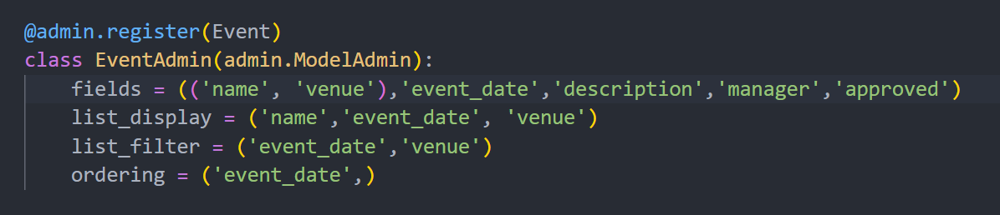 @admin.register(Event)
class EventAdmin(admin.ModelAdmin):
    fields = (('name', 'venue'),'event_date','description','manager','approved')
    list_display = ('name','event_date', 'venue')
    list_filter = ('event_date','venue')
    ordering = ('event_date',)